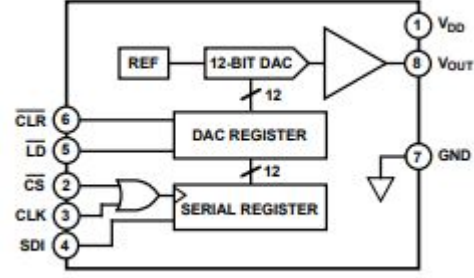 1 VDD
REF 12-BIT DAC 8 VOUT
12
CLR 6
DAC REGISTER
LD 5
7 GND
12
CS 2
CLK 3
SERIAL REGISTER
SDI 4